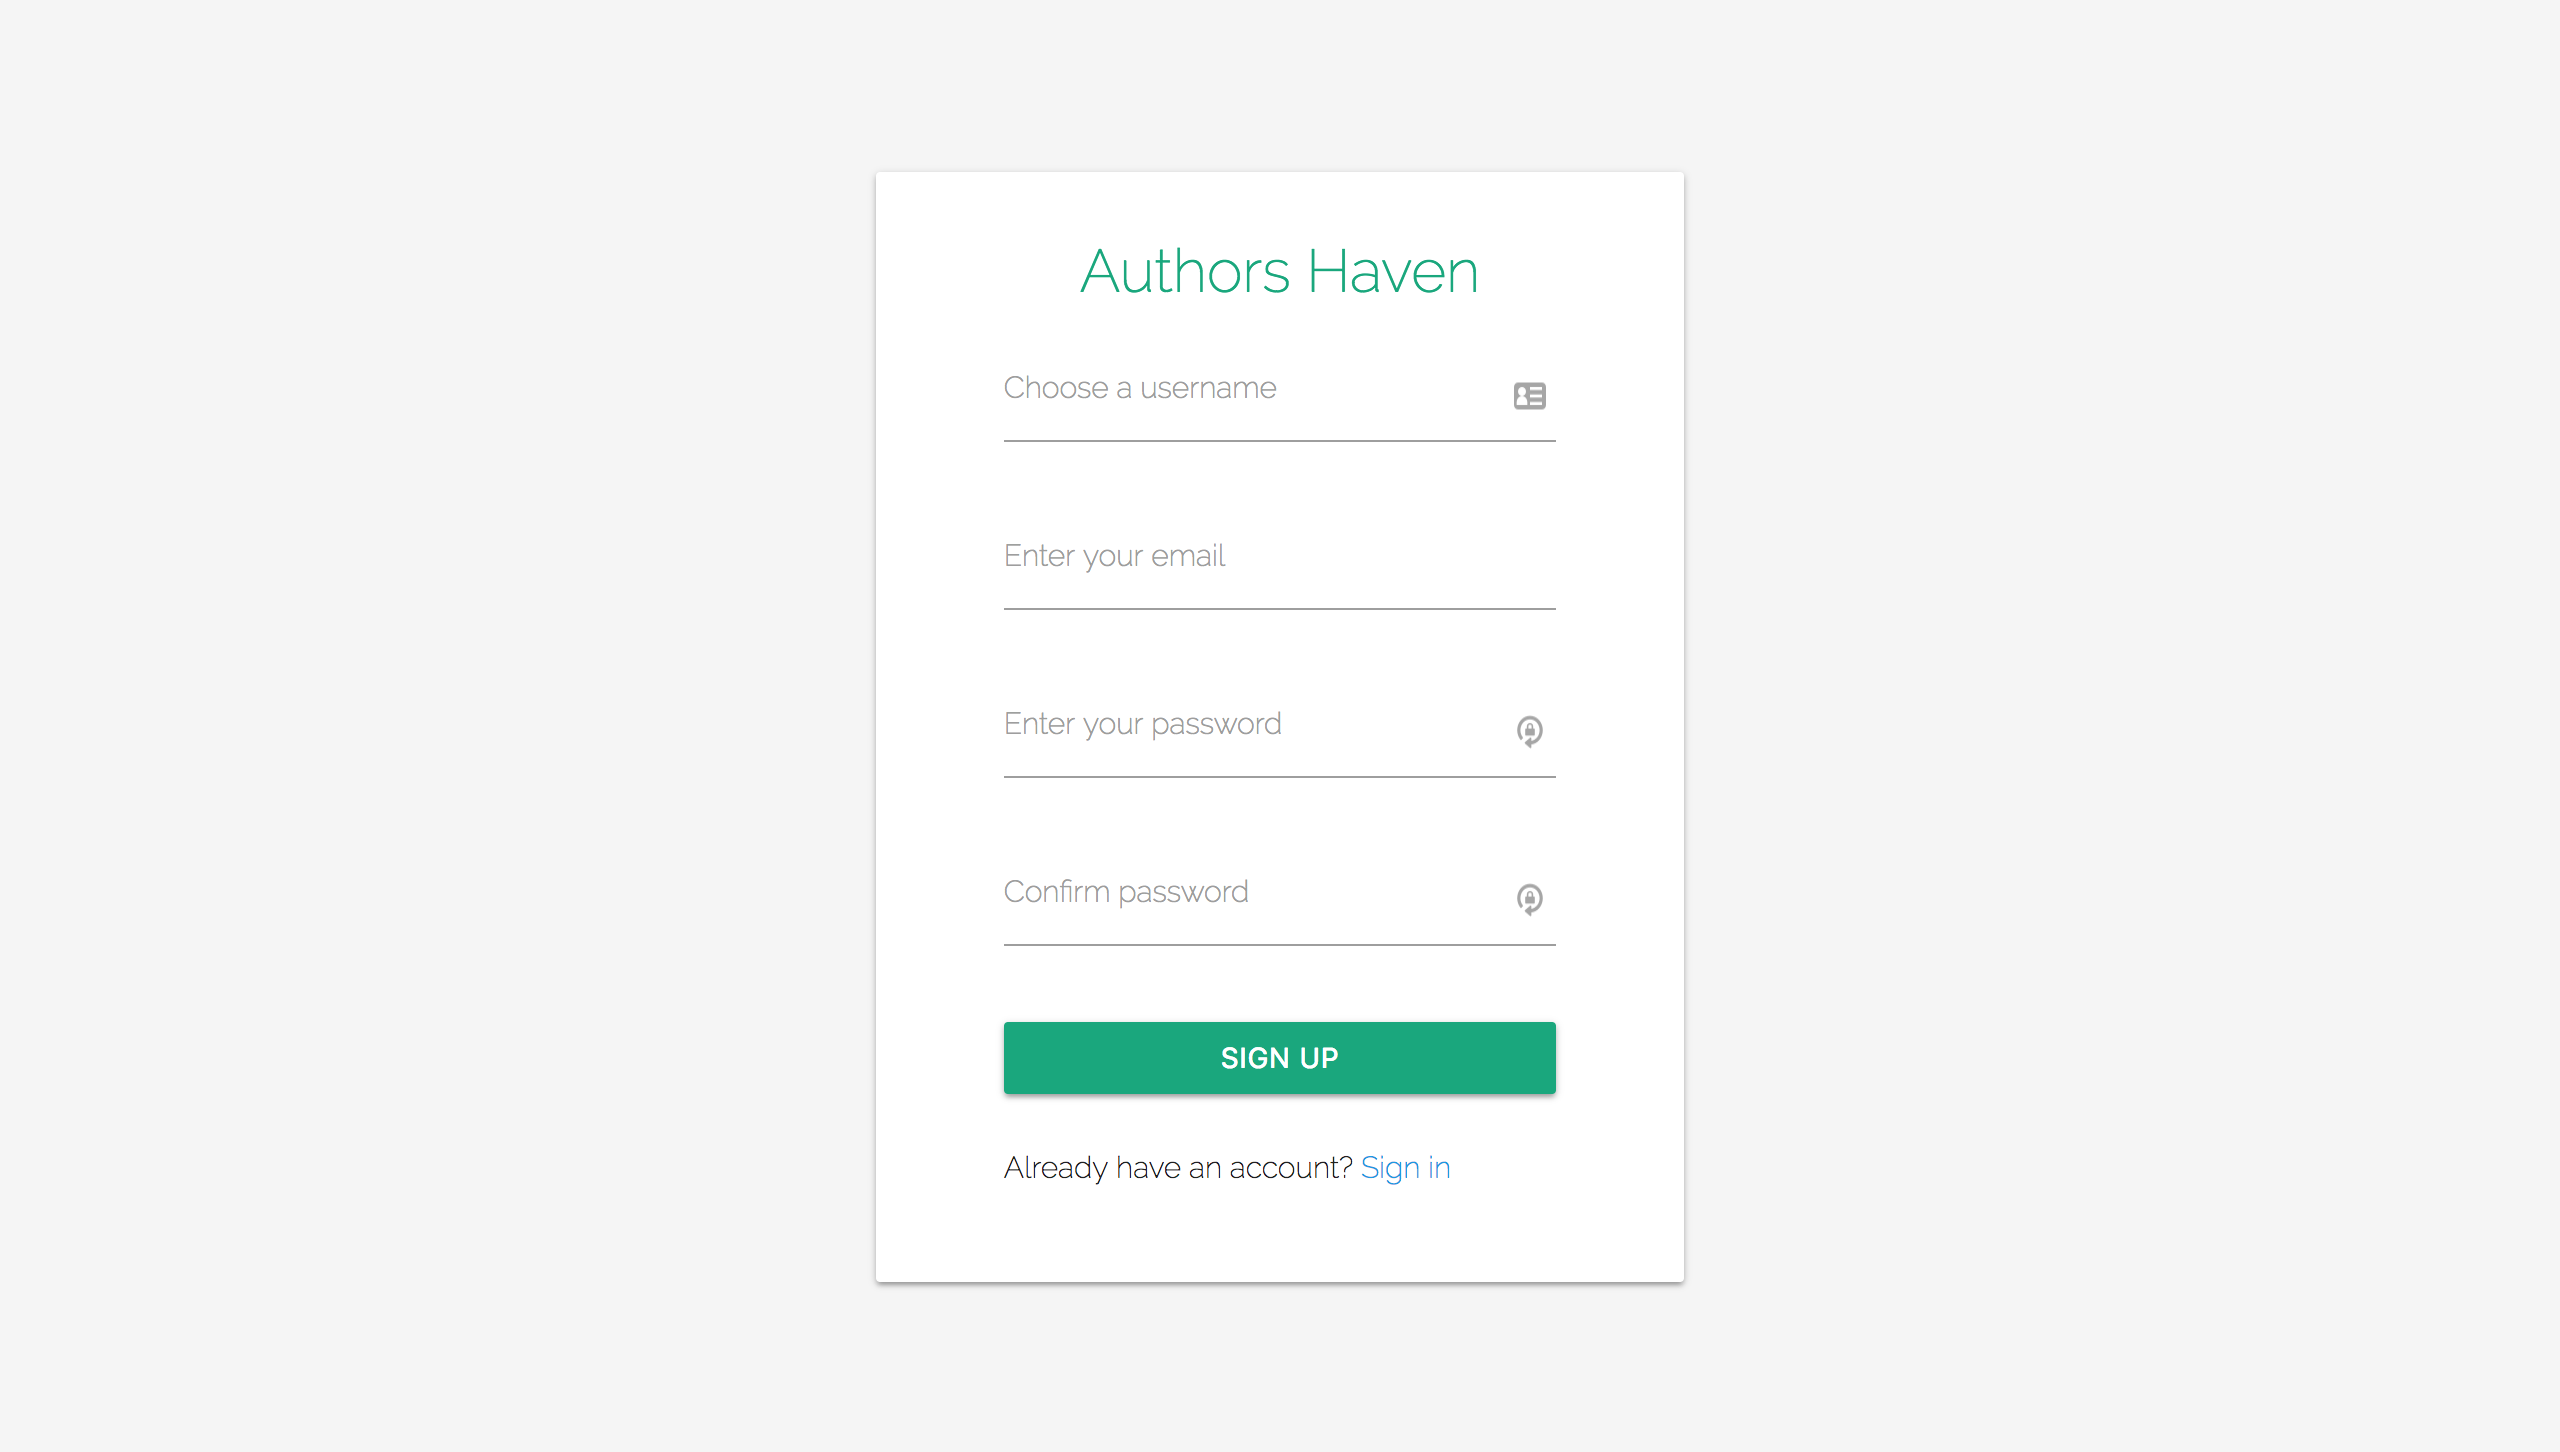 Authors Haven
Choose a username
Enter your email
Enter your password
Confirm password
SIGN UP
Already have an account? Sign in